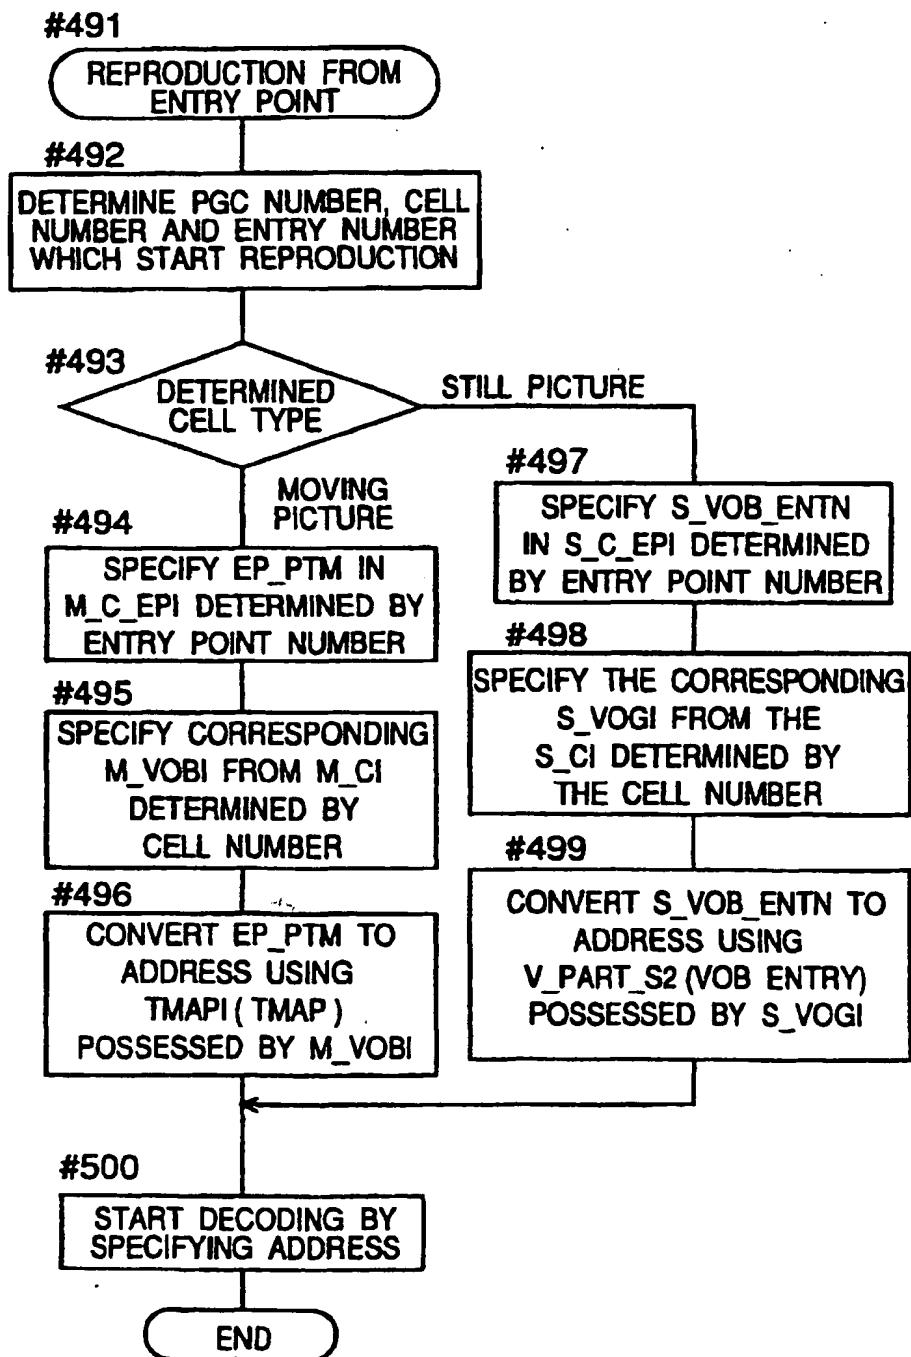 #491
REPRODUCTION FROM
ENTRY POINT
#492
DETERMINE PGC NUMBER, CELL
NUMBER AND ENTRY NUMBER
WHICH START REPRODUCTION
#493
DETERMINED
CELL TYPE
STILL PICTURE
MOVING
PICTURE
#494
SPECIFY EP_PTM IN
M_C_EPI DETERMINED BY
ENTRY POINT NUMBER
#495
SPECIFY CORRESPONDING
M_VOBI FROM M_CI
DETERMINED BY
CELL NUMBER
#496
CONVERT EP_PTM TO
ADDRESS USING
TMAPI ( TMAP )
POSSESSED BY M_VOBI
#497
SPECIFY S_VOB_ENTN
IN S_C_EPI DETERMINED
BY ENTRY POINT NUMBER
#498
SPECIFY THE CORRESPONDING
S_VOGI FROM THE
S_CI DETERMINED BY
THE CELL NUMBER
#499
CONVERT S_VOB_ENTN TO
ADDRESS USING
V_PART_S2 (VOB ENTRY)
POSSESSED BY S_VOGI
#500
START DECODING BY
SPECIFYING ADDRESS
END